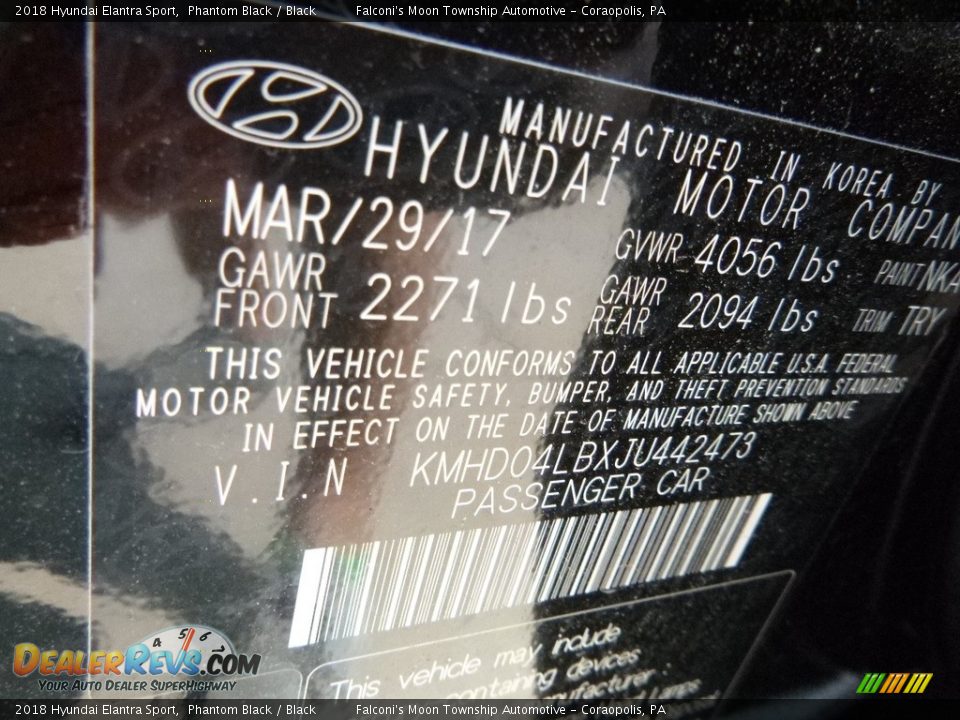 2018 Hyundai Elantra Sport, Phantom Black / Black Falconi's Moon Township Automotive - Coraopolis, PA
MANUFACTURED IN KOREA BY
HYUNDAI MOTOR COMPAN
MAR/29/17 GVWR 4056 lbs PAINT NKA
GAWR FRONT 2271 lbs GAWR REAR 2094 lbs TRIM TRY
THIS VEHICLE CONFORMS TO ALL APPLICABLE U.S.A. FEDERAL
MOTOR VEHICLE SAFETY, BUMPER, AND THEFT PREVENTION STANDARDS
IN EFFECT ON THE DATE OF MANUFACTURE SHOWN ABOVE
V.I.N KMHD04LBXJU442473
PASSENGER CAR
This vehicle may include
containing devices
4 5 6
DEALERREVS.COM
YOUR AUTO DEALER SUPERHIGHWAY
2018 Hyundai Elantra Sport, Phantom Black / Black Falconi's Moon Township Automotive - Coraopolis, PA